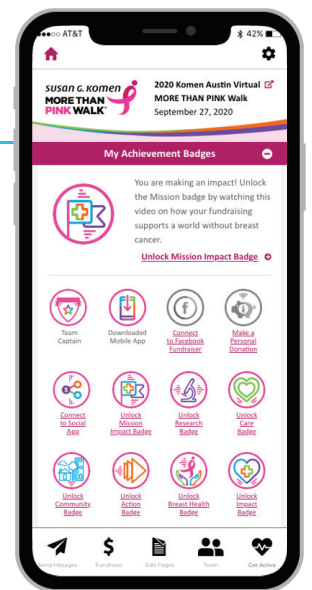 AT&T 42%
susan g. komen
MORE THAN
PINK WALK
2020 Komen Austin Virtual
MORE THAN PINK Walk
September 27, 2020
My Achievement Badges
You are making an impact! Unlock
the Mission badge by watching this
video on how your fundraising
supports a world without breast
cancer.
Unlock Mission Impact Badge
Team
Captain
Downloaded
Mobile App
Connect
to Facebook
Fundraiser
Make a
Personal
Donation
Connect
to Social
App
Unlock
Mission
Impact Badge
Unlock
Research
Badge
Unlock
Care
Badge
Unlock
Community
Badge
Unlock
Action
Badge
Unlock
Breast Health
Badge
Unlock
Impact
Badge
Send Messages Fundraise Edit Pages Team Get Active